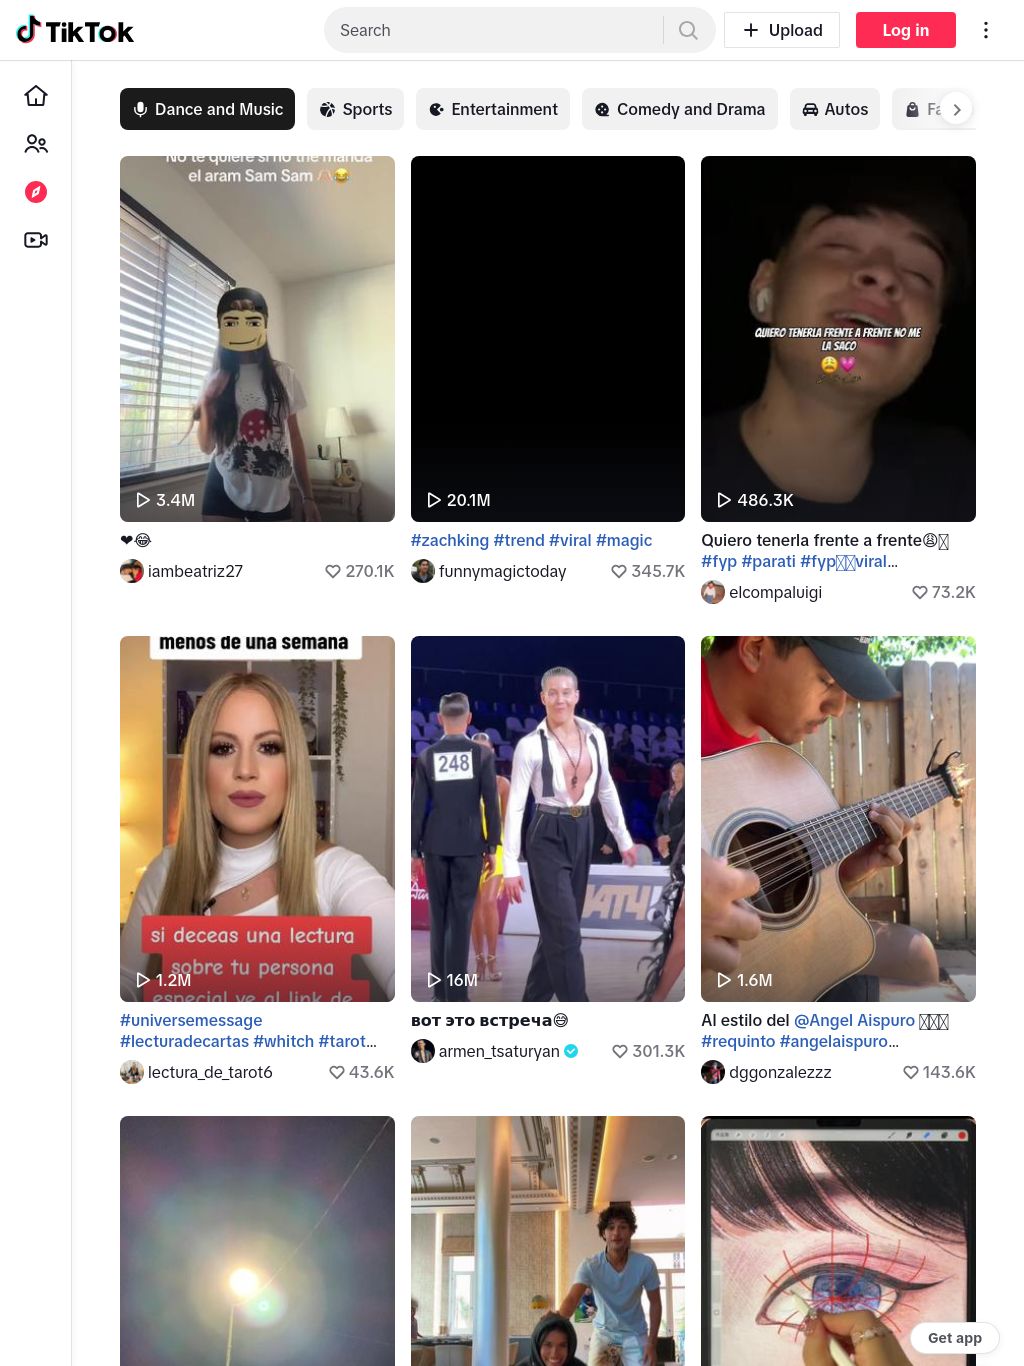 TikTok
Search
Upload
Log in
Dance and Music
Sports
Entertainment
Comedy and Drama
Autos
No te quiere si no the manda
el aram Sam Sam 🫶🏻😂
3.4M
❤😂
iambeatriz27
270.1K
20.1M
#zachking #trend #viral #magic
funnymagictoday
345.7K
QUIERO TENERLA FRENTE A FRENTE NO ME
LA SACO
😩💗
486.3K
Quiero tenerla frente a frente😩
#fyp #parati #fyp viral...
elcompaluigi
73.2K
menos de una semana
si deceas una lectura
sobre tu persona
especial ve al link de
1.2M
#universemessage
#lecturadecartas #whitch #tarot...
lectura_de_tarot6
43.6K
248
16M
вот это встреча😅
armen_tsaturyan
301.3K
1.6M
Al estilo del @Angel Aispuro
#requinto #angelaispuro...
dggonzalezzz
143.6K
Get app